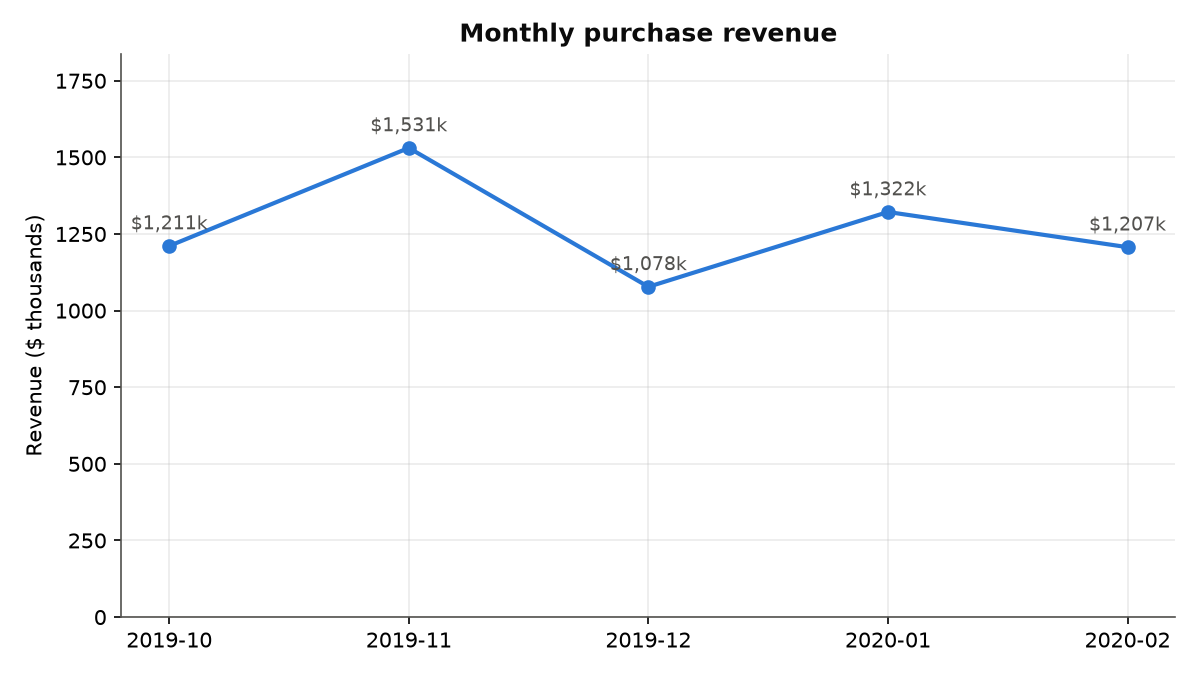 Monthly purchase revenue
Revenue ($ thousands)
1750
1500
1250
1000
750
500
250
0
$1,211k
$1,531k
$1,078k
$1,322k
$1,207k
2019-10
2019-11
2019-12
2020-01
2020-02